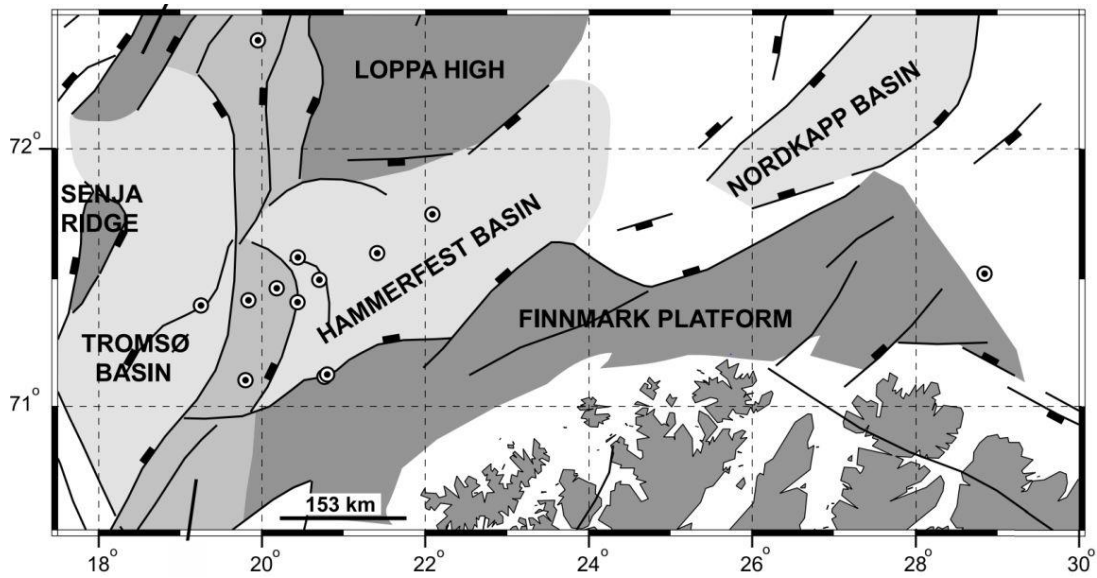 LOPPA HIGH
NORDKAPP BASIN
72°
SENJA
RIDGE
HAMMERFEST BASIN
FINNMARK PLATFORM
TROMSØ
BASIN
71°
153 km
18° 20° 22° 24° 26° 28° 30°